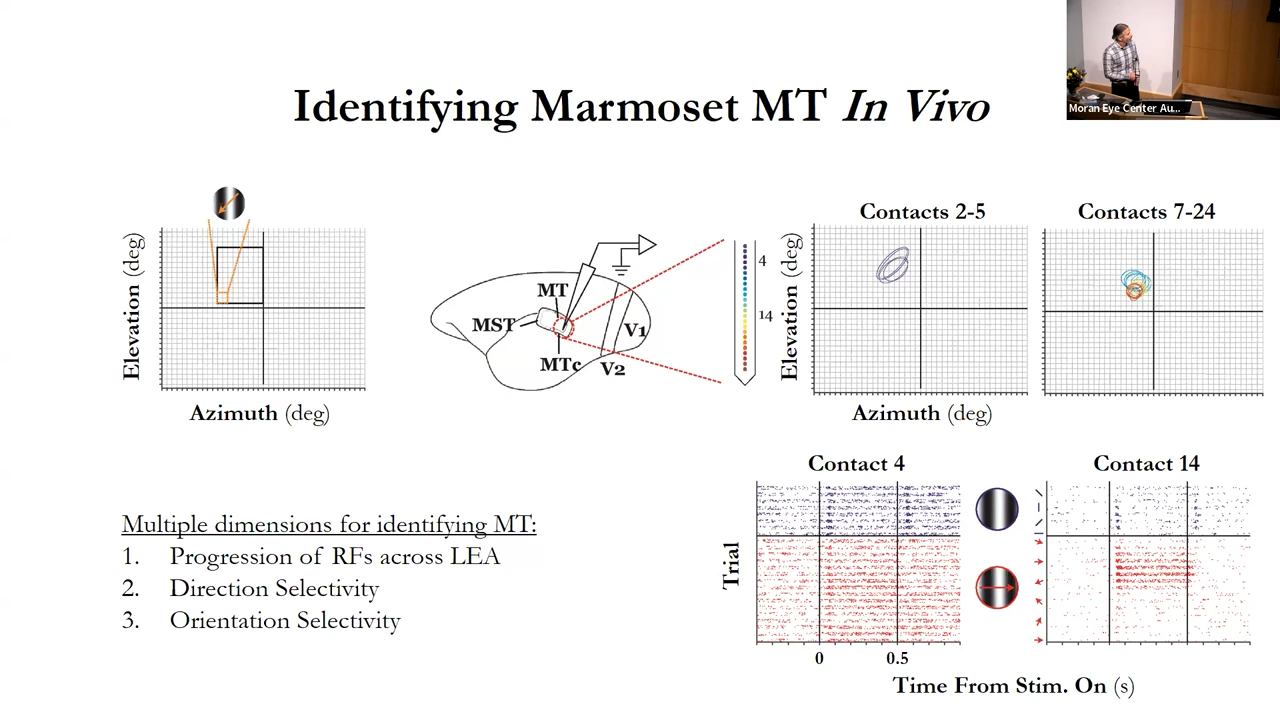 Moran Eye Center Au...
Identifying Marmoset MT In Vivo
Elevation (deg)
Azimuth (deg)
MT
MST
MTc
V1
V2
4
14
Contacts 2-5
Contacts 7-24
Elevation (deg)
Azimuth (deg)
Multiple dimensions for identifying MT:
1. Progression of RFs across LEA
2. Direction Selectivity
3. Orientation Selectivity
Contact 4
Contact 14
Trial
0
0.5
Time From Stim. On (s)